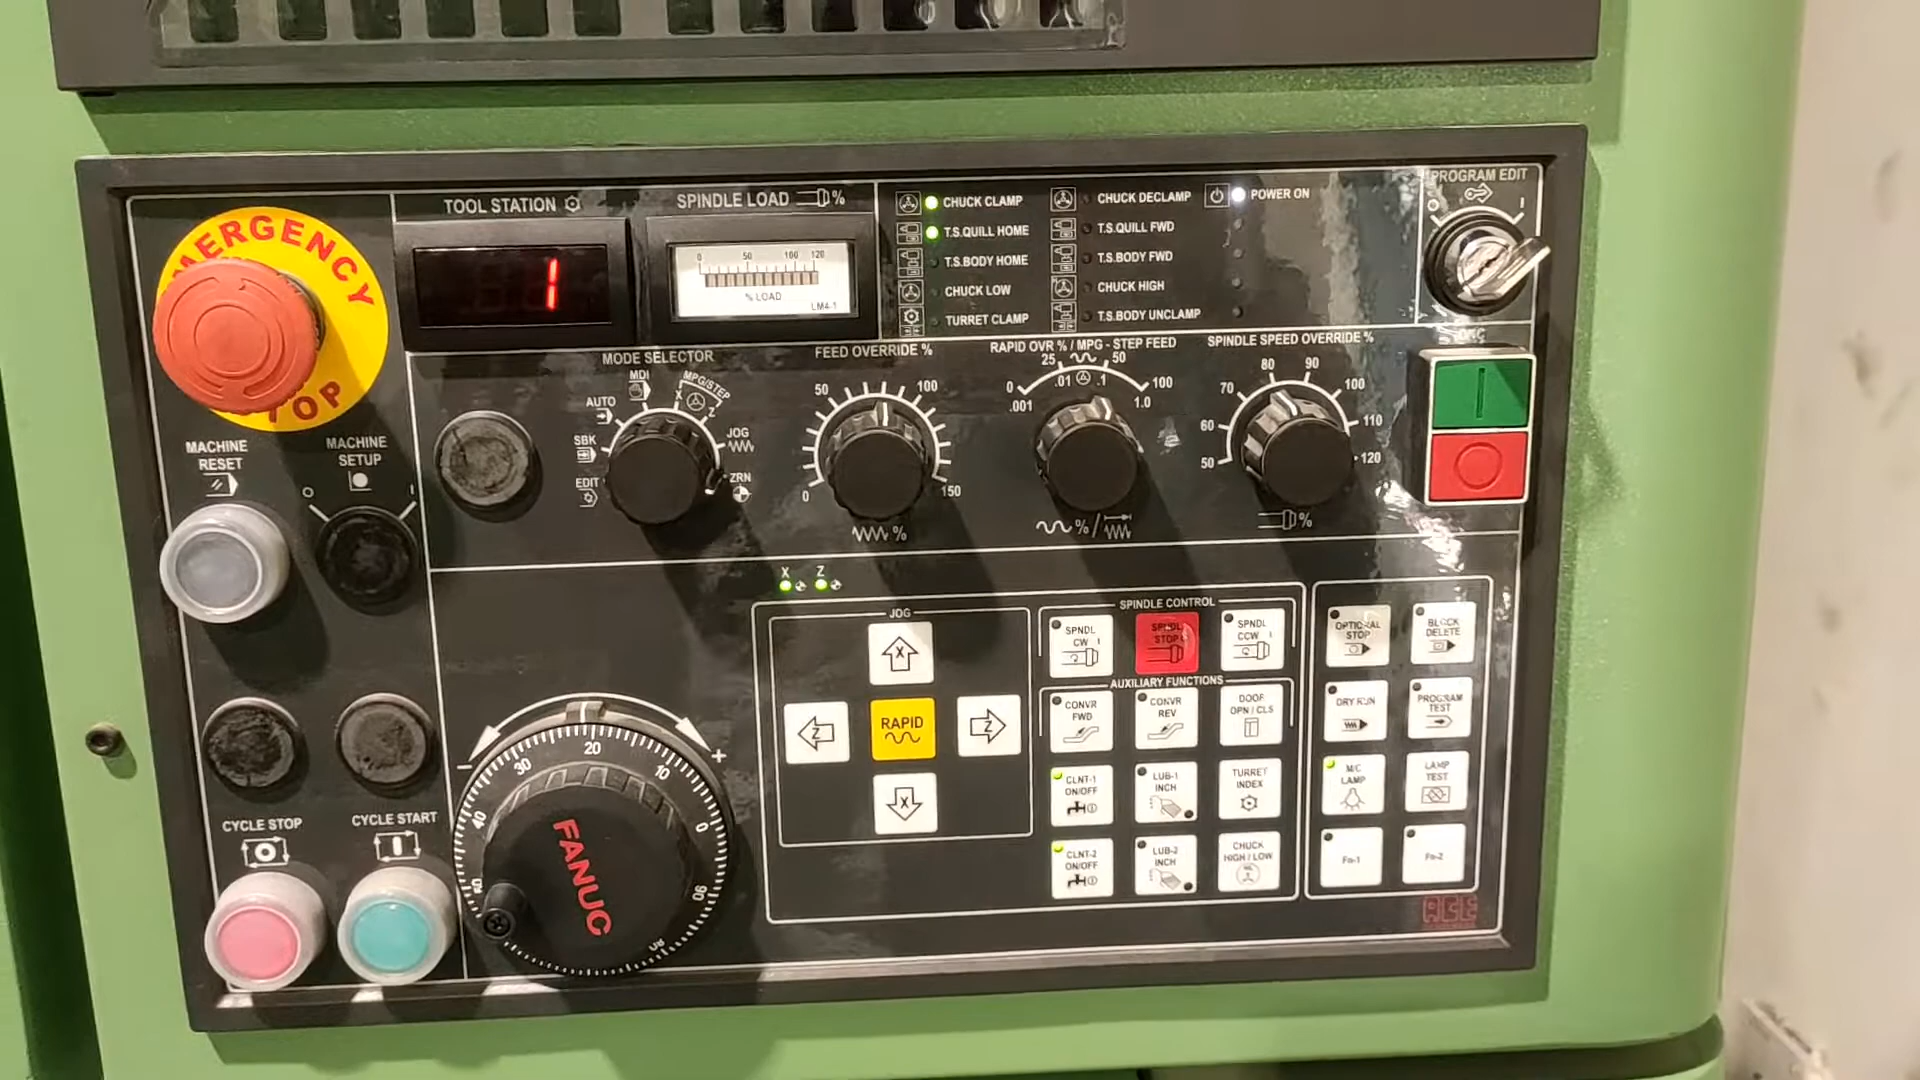 EMERGENCY
STOP
TOOL STATION
1
SPINDLE LOAD %
0 50 100 120
% LOAD
LM4-1
CHUCK CLAMP
T.S.QUILL HOME
T.S.BODY HOME
CHUCK LOW
TURRET CLAMP
CHUCK DECLAMP
T.S.QUILL FWD
T.S.BODY FWD
CHUCK HIGH
T.S.BODY UNCLAMP
POWER ON
PROGRAM EDIT
O I
MACHINE
RESET
MACHINE
SETUP
O I
MODE SELECTOR
EDIT
SBK
AUTO
MDI
MPG/STEP
X Z
JOG
ZRN
FEED OVERRIDE %
0 50 100 150
%
RAPID OVR % / MPG - STEP FEED
0 25 50 100
.001 .01 .1 1.0
% /
SPINDLE SPEED OVERRIDE %
50 60 70 80 90 100 110 120
%
CNC
X Z
JOG
X
Z
RAPID
Z
X
SPINDLE CONTROL
SPNDL
CW
SPNDL
STOP
SPNDL
CCW
AUXILIARY FUNCTIONS
CONVR
FWD
CONVR
REV
DOOR
OPN / CLS
CLNT-1
ON/OFF
LUB-1
INCH
TURRET
INDEX
CLNT-2
ON/OFF
LUB-2
INCH
CHUCK
HIGH / LOW
OPTIONAL
STOP
BLOCK
DELETE
DRY RUN
PROGRAM
TEST
M/C
LAMP
LAMP
TEST
Fn-1
Fn-2
ACE
CYCLE STOP
CYCLE START
- +
0 10 20 30 40 50 90
FANUC